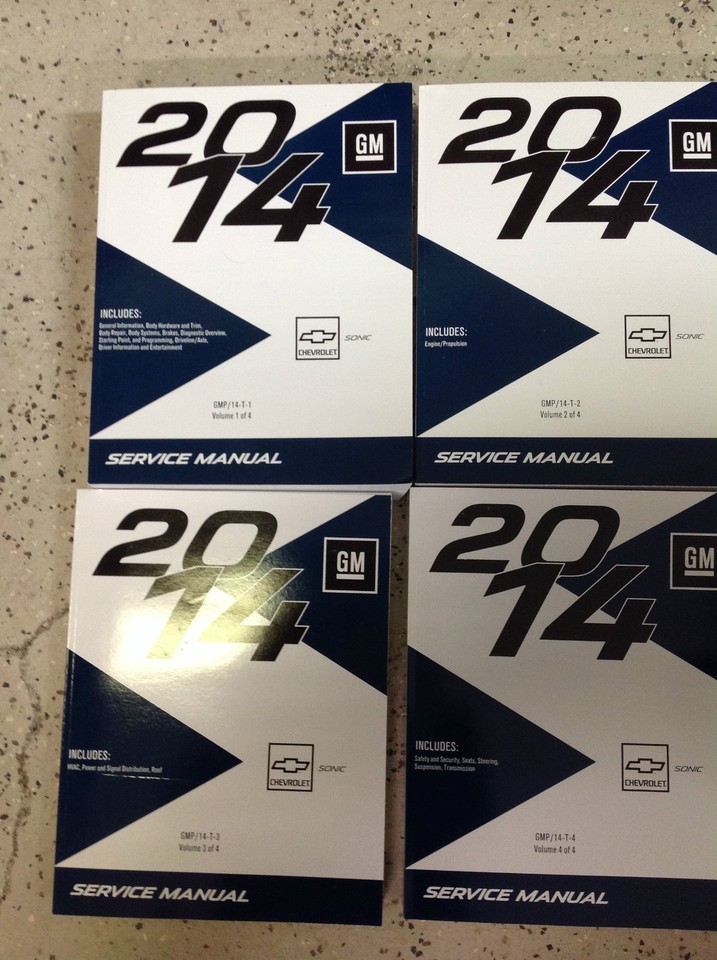 2014
GM
INCLUDES:
General Information, Body Hardware and Trim,
Body Repair, Body Systems, Brakes, Diagnostic Overview,
Starting Point, and Programming, Driveline/Axle,
Driver Information and Entertainment
CHEVROLET
SONIC
GMP/14-T-1
Volume 1 of 4
SERVICE MANUAL
2014
GM
INCLUDES:
Engine/Propulsion
CHEVROLET
SONIC
GMP/14-T-2
Volume 2 of 4
SERVICE MANUAL
2014
GM
INCLUDES:
HVAC, Power and Signal Distribution, Roof
CHEVROLET
SONIC
GMP/14-T-3
Volume 3 of 4
SERVICE MANUAL
2014
GM
INCLUDES:
Safety and Security, Seats, Steering,
Suspension, Transmission
CHEVROLET
SONIC
GMP/14-T-4
Volume 4 of 4
SERVICE MANUAL